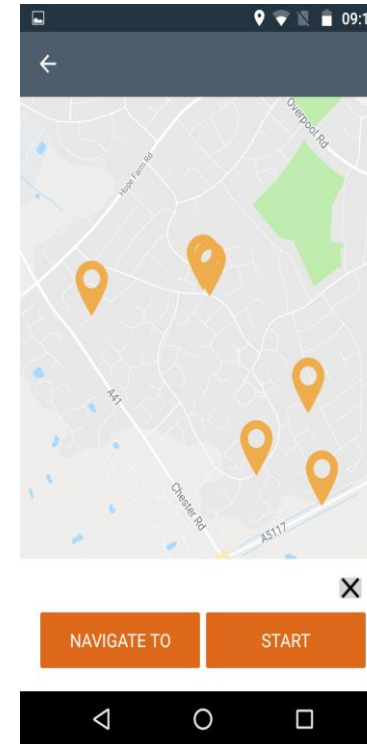 09:1
Overpool Rd
Hope Farm Rd
A41
Chester Rd
A5117
X
NAVIGATE TO
START